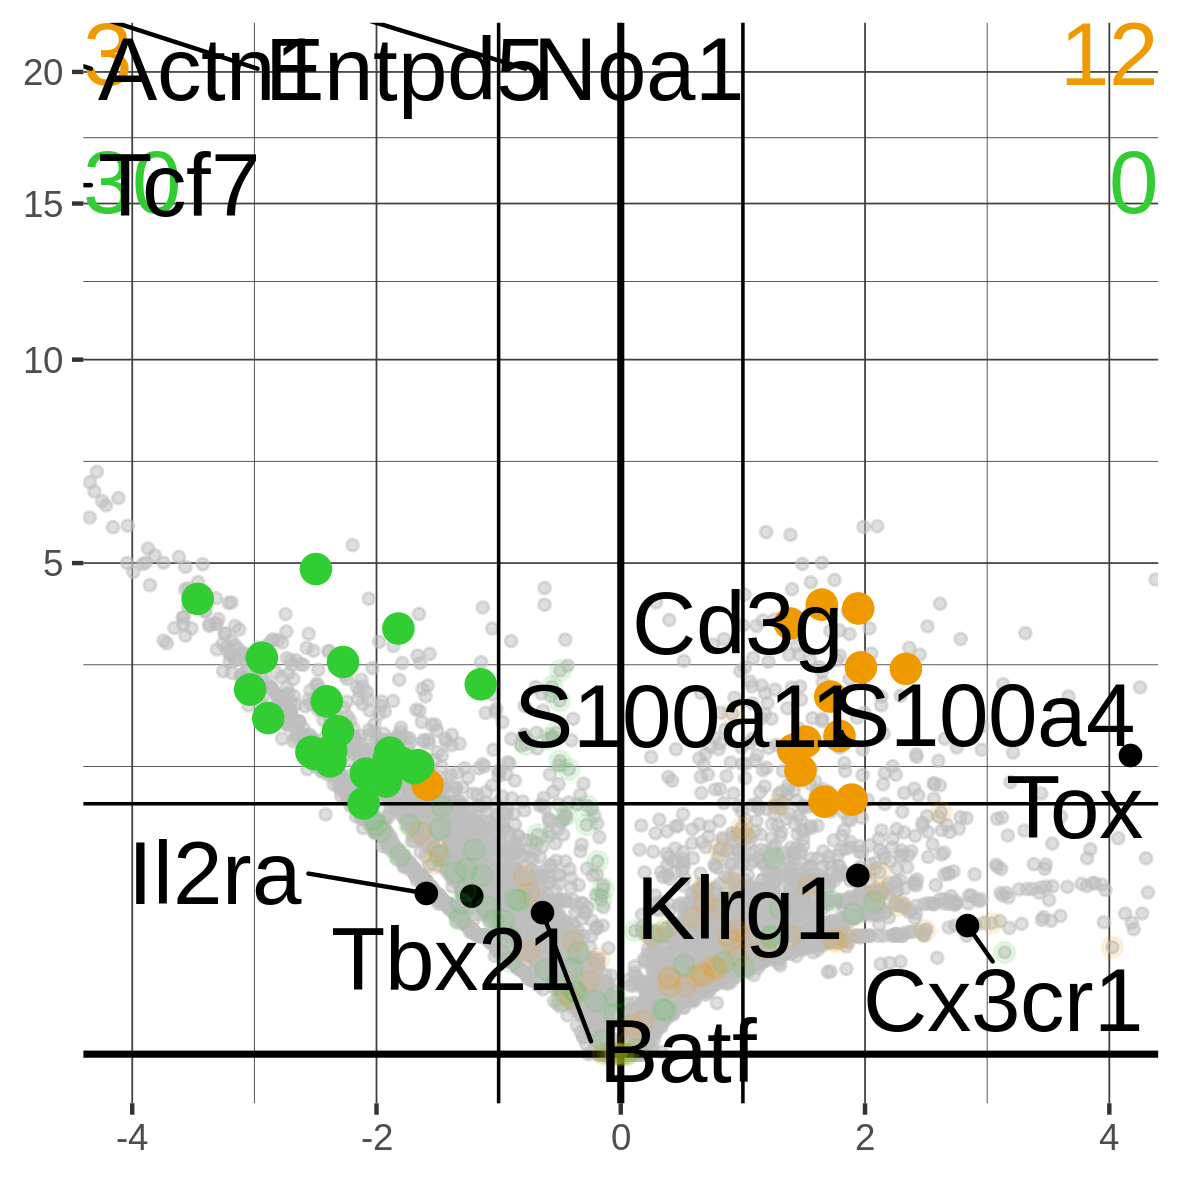 3 12
20 Actn1 Entpd5 Noa1
30 0
15 Tcf7
10
5
Cd3g
S100a11 S100a4
Tox
Il2ra
Klrg1
Tbx21
Cx3cr1
Batf
-4 -2 0 2 4